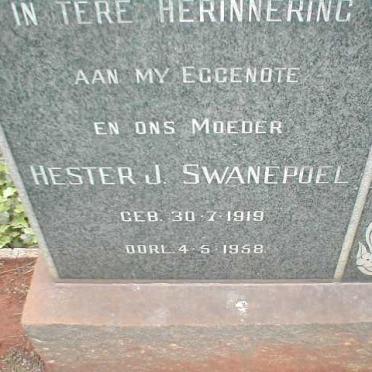 IN TERE HERINNERING
AAN MY EGGENOTE
EN ONS MOEDER
HESTER J. SWANEPOEL
GEB. 30·7·1919
OORL. 4·5·1958